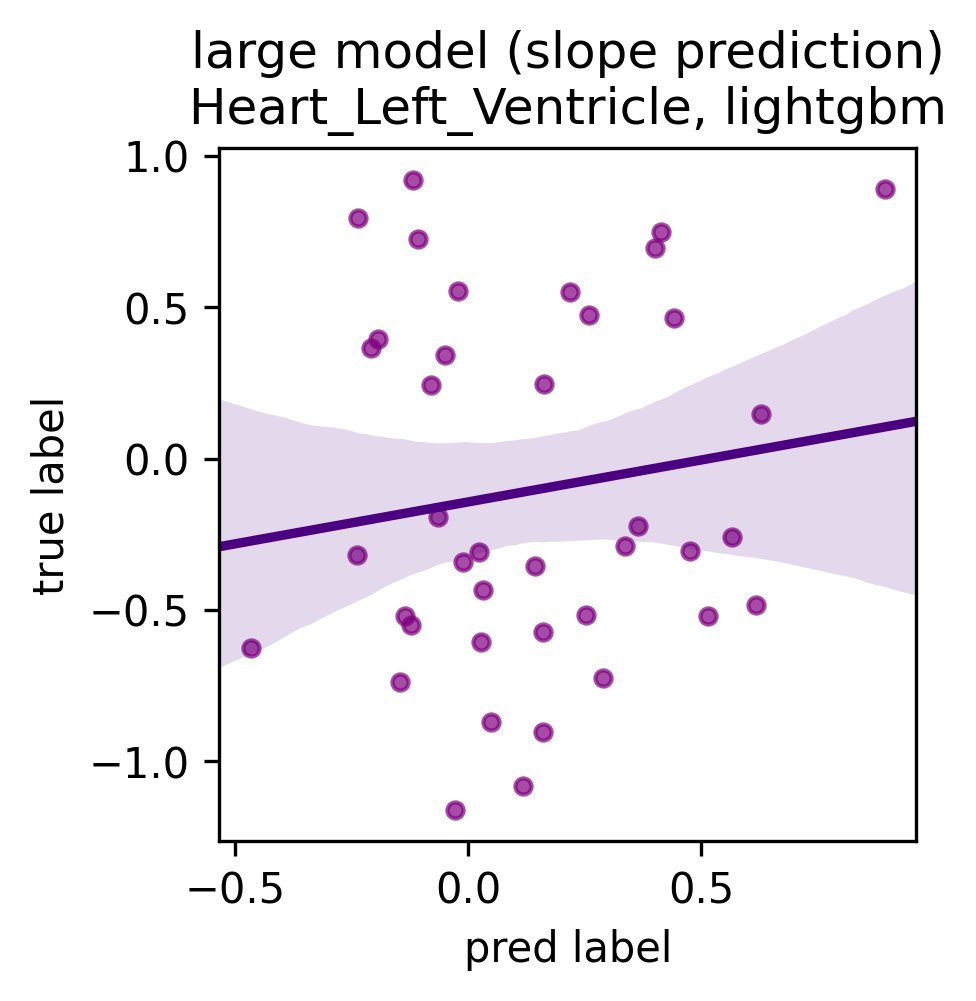 large model (slope prediction)
Heart_Left_Ventricle, lightgbm
1.0
0.5
0.0
−0.5
−1.0
true label
−0.5
0.0
0.5
pred label